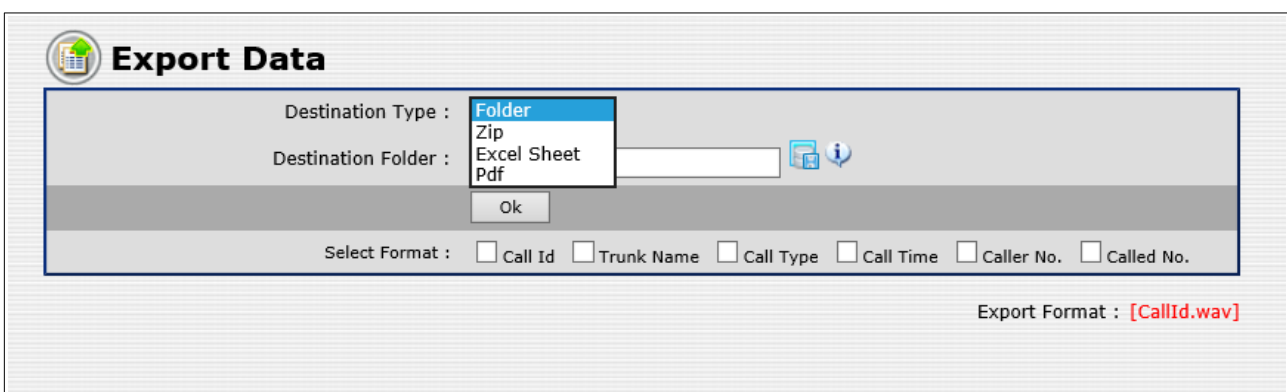 Export Data
Destination Type :
Folder
Zip
Excel Sheet
Pdf
Destination Folder :
Ok
Select Format : Call Id Trunk Name Call Type Call Time Caller No. Called No.
Export Format : [CallId.wav]